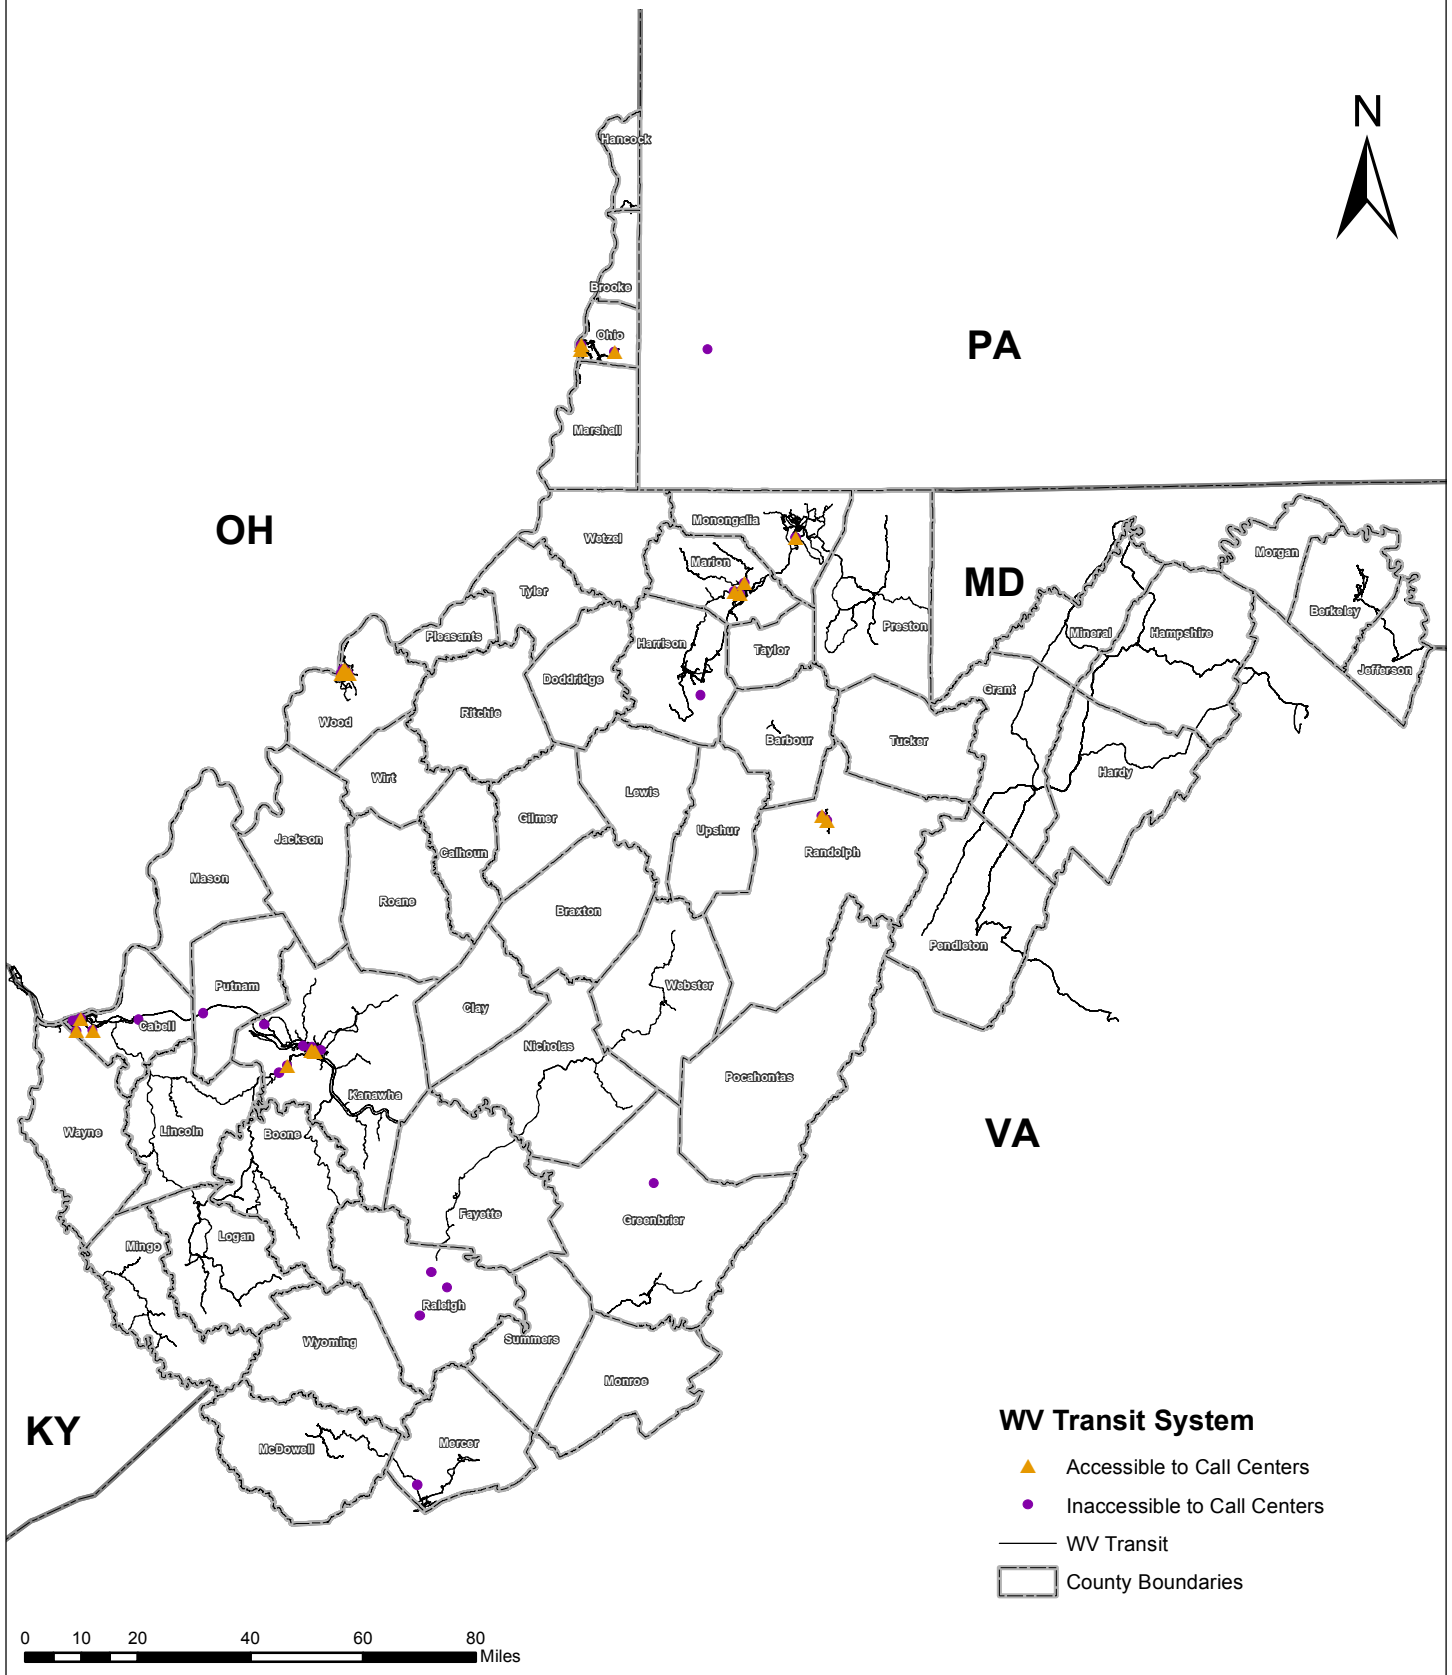 N
Hancock
Brooke
Ohio
PA
Marshall
OH
Monongalia
Wetzel
Marion
Morgan
MD
Tyler
Berkeley
Preston
Mineral
Hampshire
Pleasants
Harrison
Taylor
Jefferson
Doddridge
Grant
Ritchie
Wood
Barbour
Tucker
Hardy
Wirt
Lewis
Gilmer
Upshur
Jackson
Calhoun
Randolph
Mason
Roane
Braxton
Pendleton
Putnam
Webster
Clay
Cabell
Nicholas
Pocahontas
Kanawha
Wayne
Lincoln
Boone
VA
Fayette
Greenbrier
Logan
Mingo
Raleigh
Summers
Wyoming
Monroe
KY
McDowell
Mercer
WV Transit System
Accessible to Call Centers
Inaccessible to Call Centers
WV Transit
County Boundaries
0 10 20 40 60 80
Miles